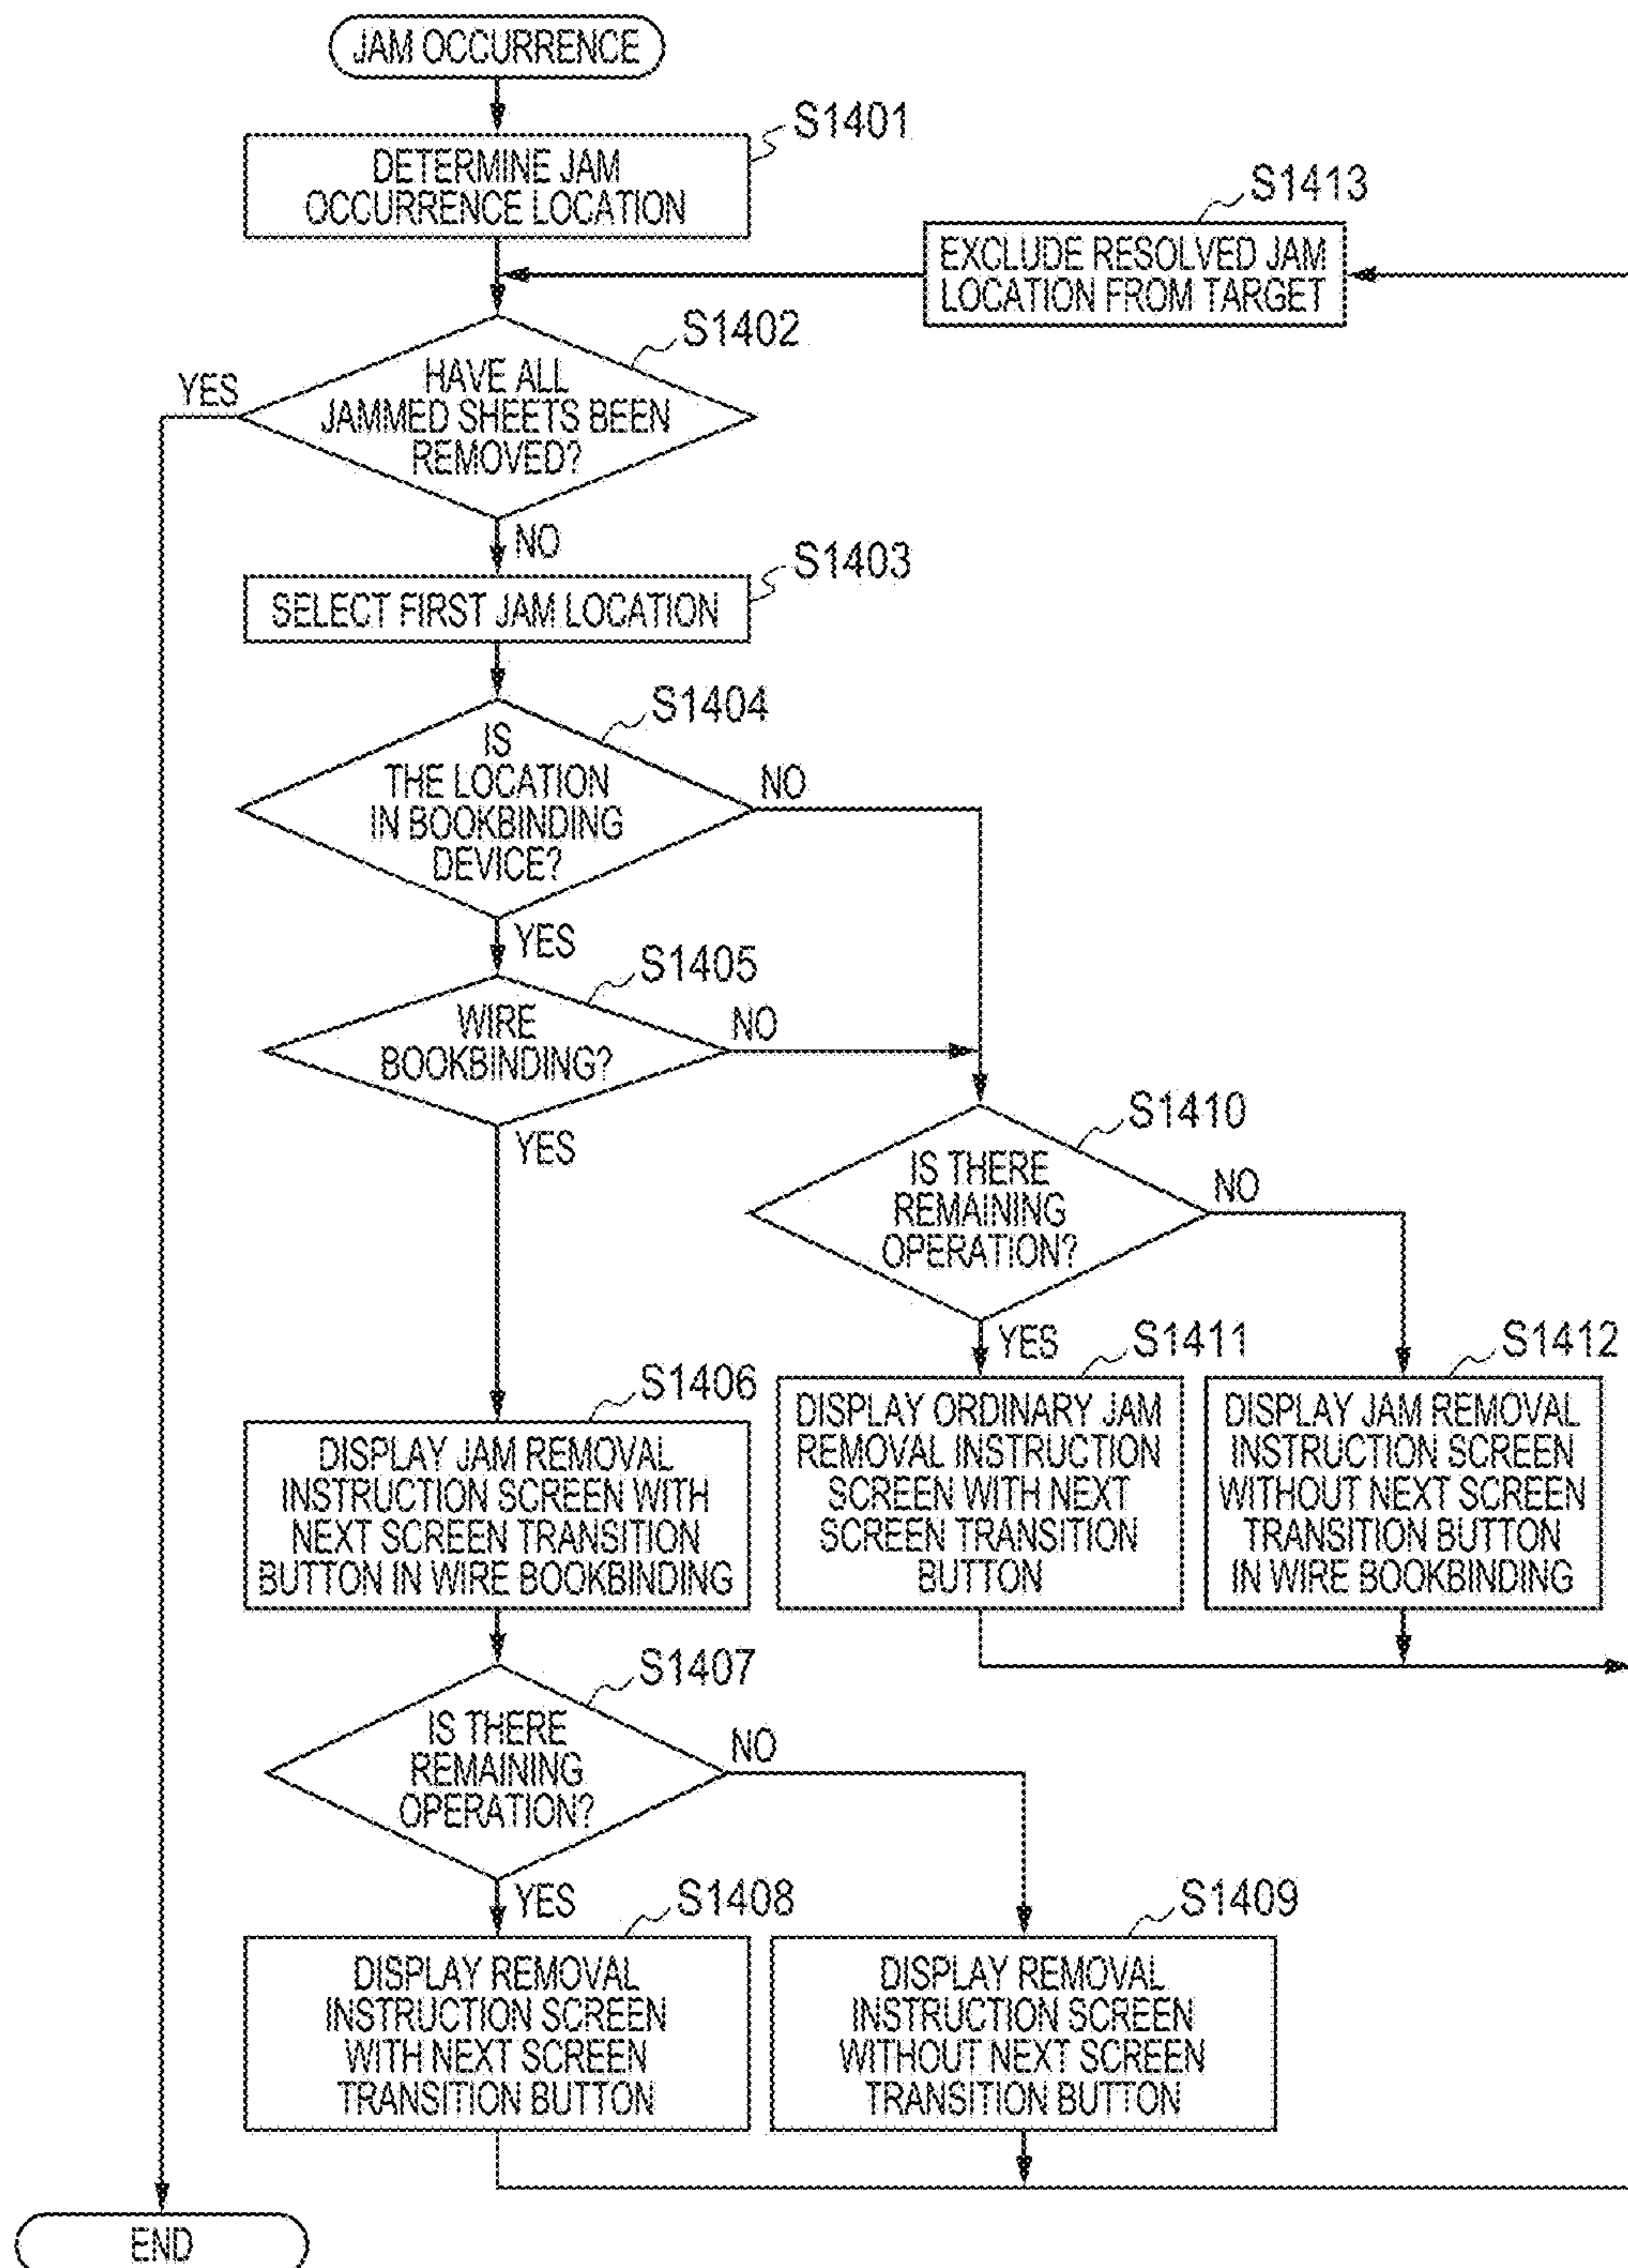 JAM OCCURRENCE
S1401
DETERMINE JAM
OCCURRENCE LOCATION
S1413
EXCLUDE RESOLVED JAM
LOCATION FROM TARGET
S1402
YES
HAVE ALL
JAMMED SHEETS BEEN
REMOVED?
NO
S1403
SELECT FIRST JAM LOCATION
S1404
IS
THE LOCATION
IN BOOKBINDING
DEVICE?
NO
YES
S1405
WIRE
BOOKBINDING?
NO
YES
S1410
IS THERE
REMAINING
OPERATION?
NO
YES
S1411
DISPLAY ORDINARY JAM
REMOVAL INSTRUCTION
SCREEN WITH NEXT
SCREEN TRANSITION
BUTTON
S1412
DISPLAY JAM REMOVAL
INSTRUCTION SCREEN
WITHOUT NEXT SCREEN
TRANSITION BUTTON
IN WIRE BOOKBINDING
S1406
DISPLAY JAM REMOVAL
INSTRUCTION SCREEN WITH
NEXT SCREEN TRANSITION
BUTTON IN WIRE BOOKBINDING
S1407
IS THERE
REMAINING
OPERATION?
NO
YES
S1408
DISPLAY REMOVAL
INSTRUCTION SCREEN
WITH NEXT SCREEN
TRANSITION BUTTON
S1409
DISPLAY REMOVAL
INSTRUCTION SCREEN
WITHOUT NEXT SCREEN
TRANSITION BUTTON
END